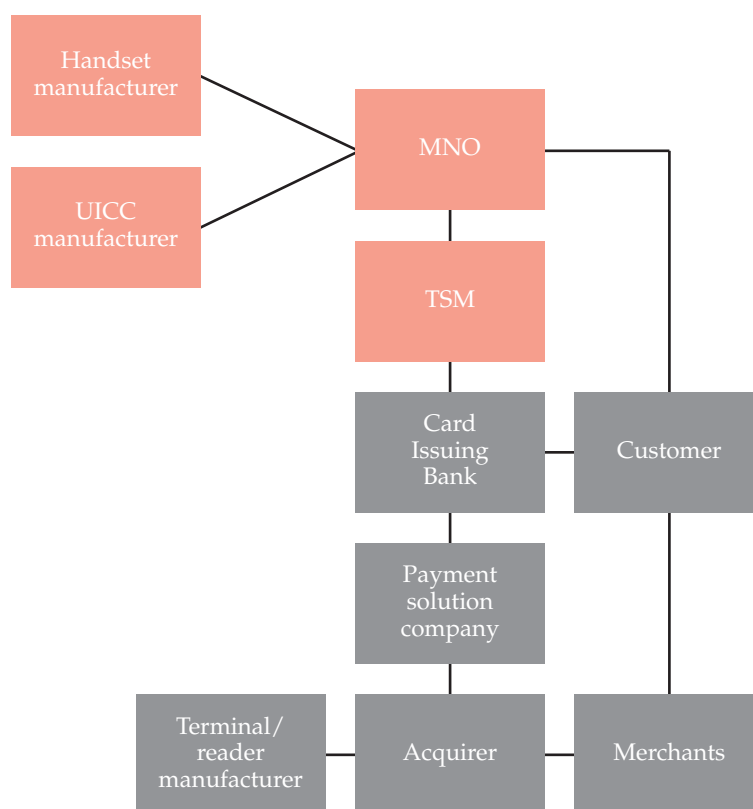 Handset
manufacturer
MNO
UICC
manufacturer
TSM
Card
Issuing
Bank
Customer
Payment
solution
company
Terminal/
reader
manufacturer
Acquirer
Merchants